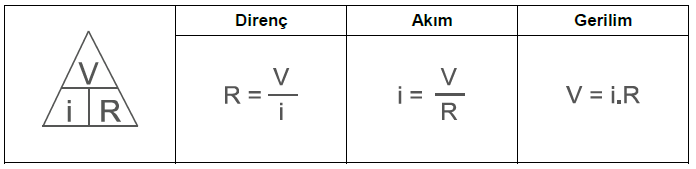 Direnç Akım Gerilim
V
i R
R = V/i
i = V/R
V = i.R